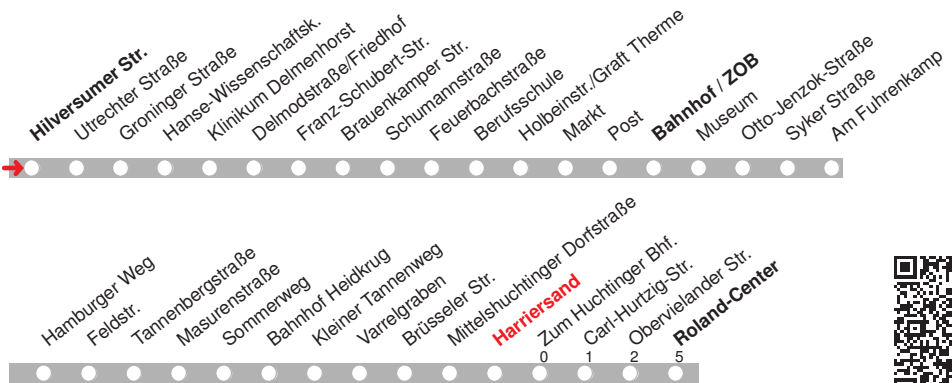 Hilversumer Str.
Utrechter Straße
Groninger Straße
Hanse-Wissenschaftsk.
Klinikum Delmenhorst
Delmodstraße/Friedhof
Franz-Schubert-Str.
Brauenkamper Str.
Schumannstraße
Feuerbachstraße
Berufsschule
Holbeinstr./Graft Therme
Markt
Post
Bahnhof / ZOB
Museum
Otto-Jenzok-Straße
Syker Straße
Am Fuhrenkamp
Hamburger Weg
Feldstr.
Tannenbergstraße
Masurenstraße
Sommerweg
Bahnhof Heidkrug
Kleiner Tannenweg
Varrelgraben
Brüsseler Str.
Mittelshuchtinger Dorfstraße
Harriersand
Zum Huchtinger Bhf.
Carl-Hurtzig-Str.
Obervielander Str.
Roland-Center
0 1 2 5